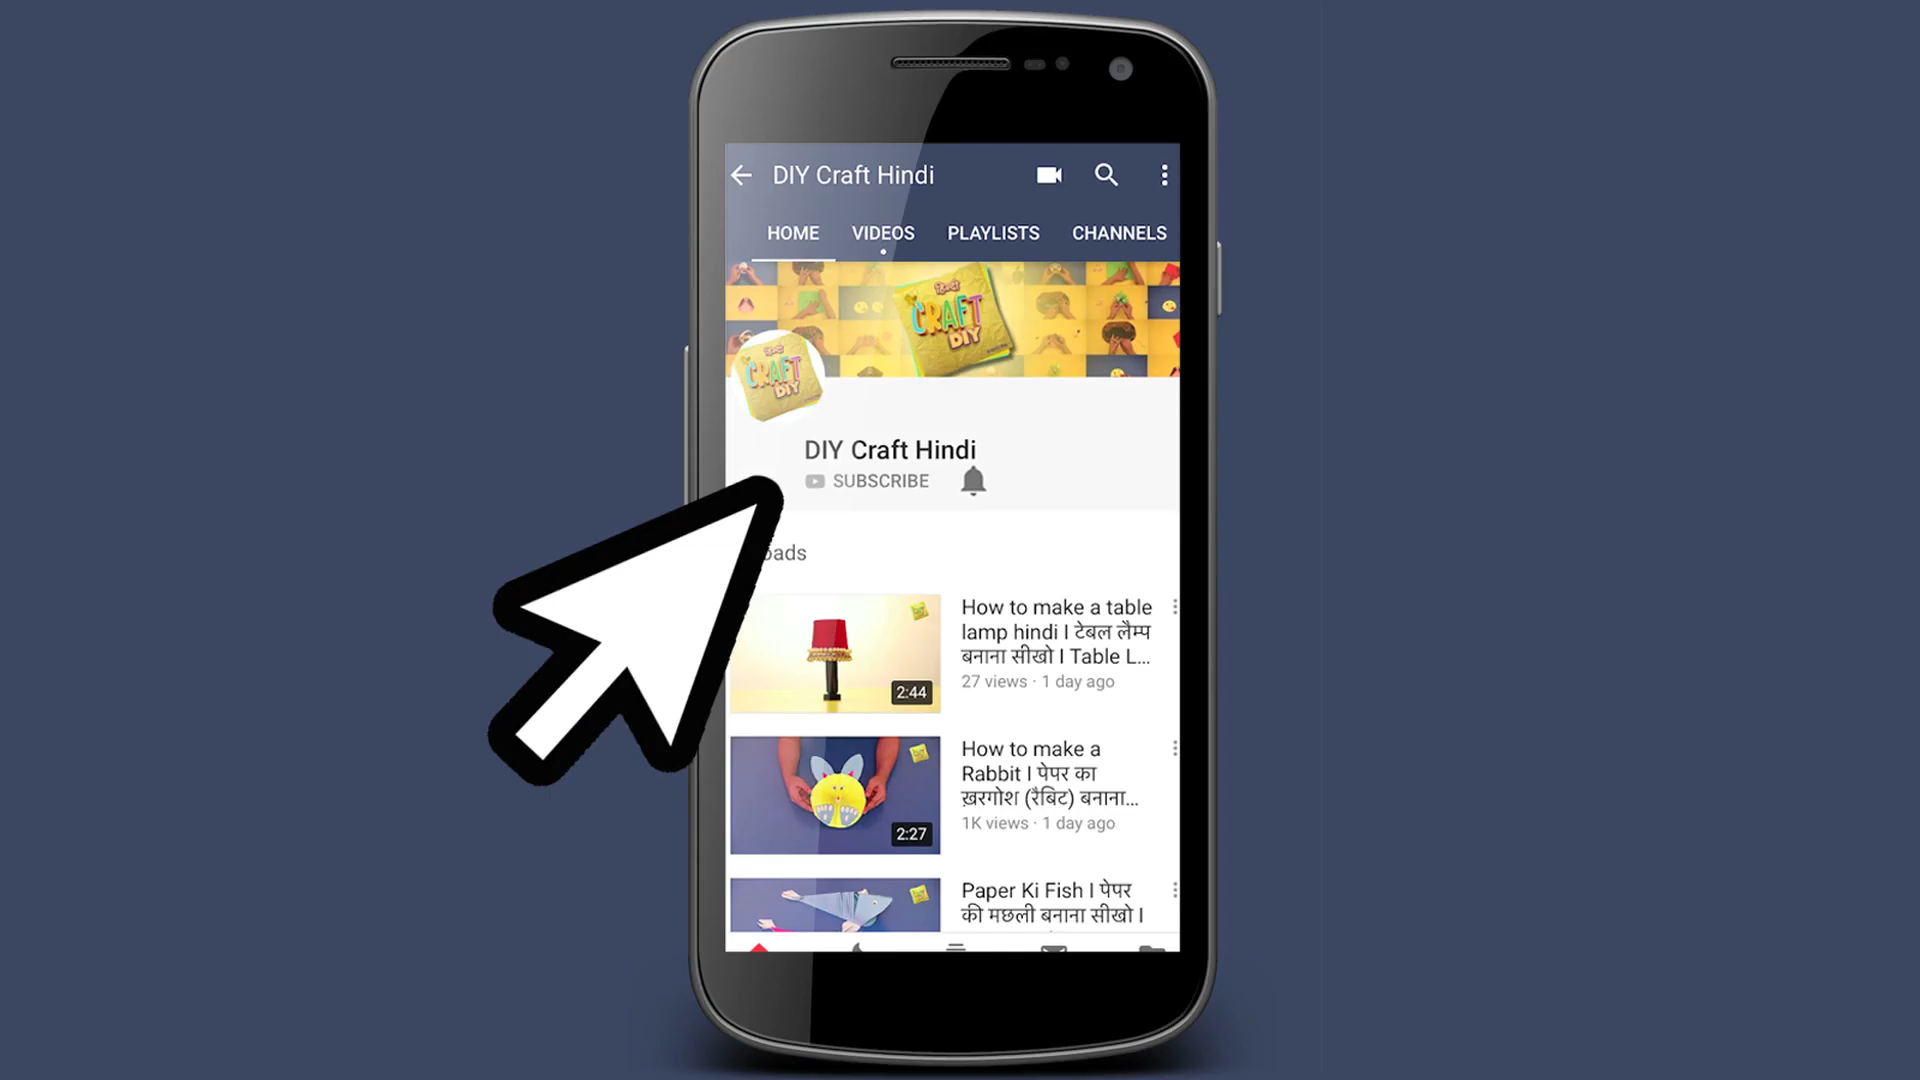 DIY Craft Hindi
HOME VIDEOS PLAYLISTS CHANNELS
हिन्दी
CRAFT
DIY
हिन्दी
CRAFT
DIY
DIY Craft Hindi
SUBSCRIBE
oads
How to make a table
lamp hindi I टेबल लैम्प
बनाना सीखो I Table L...
27 views · 1 day ago
2:44
How to make a
Rabbit I पेपर का
ख़रगोश (रैबिट) बनाना...
1K views · 1 day ago
2:27
Paper Ki Fish I पेपर
की मछली बनाना सीखो I